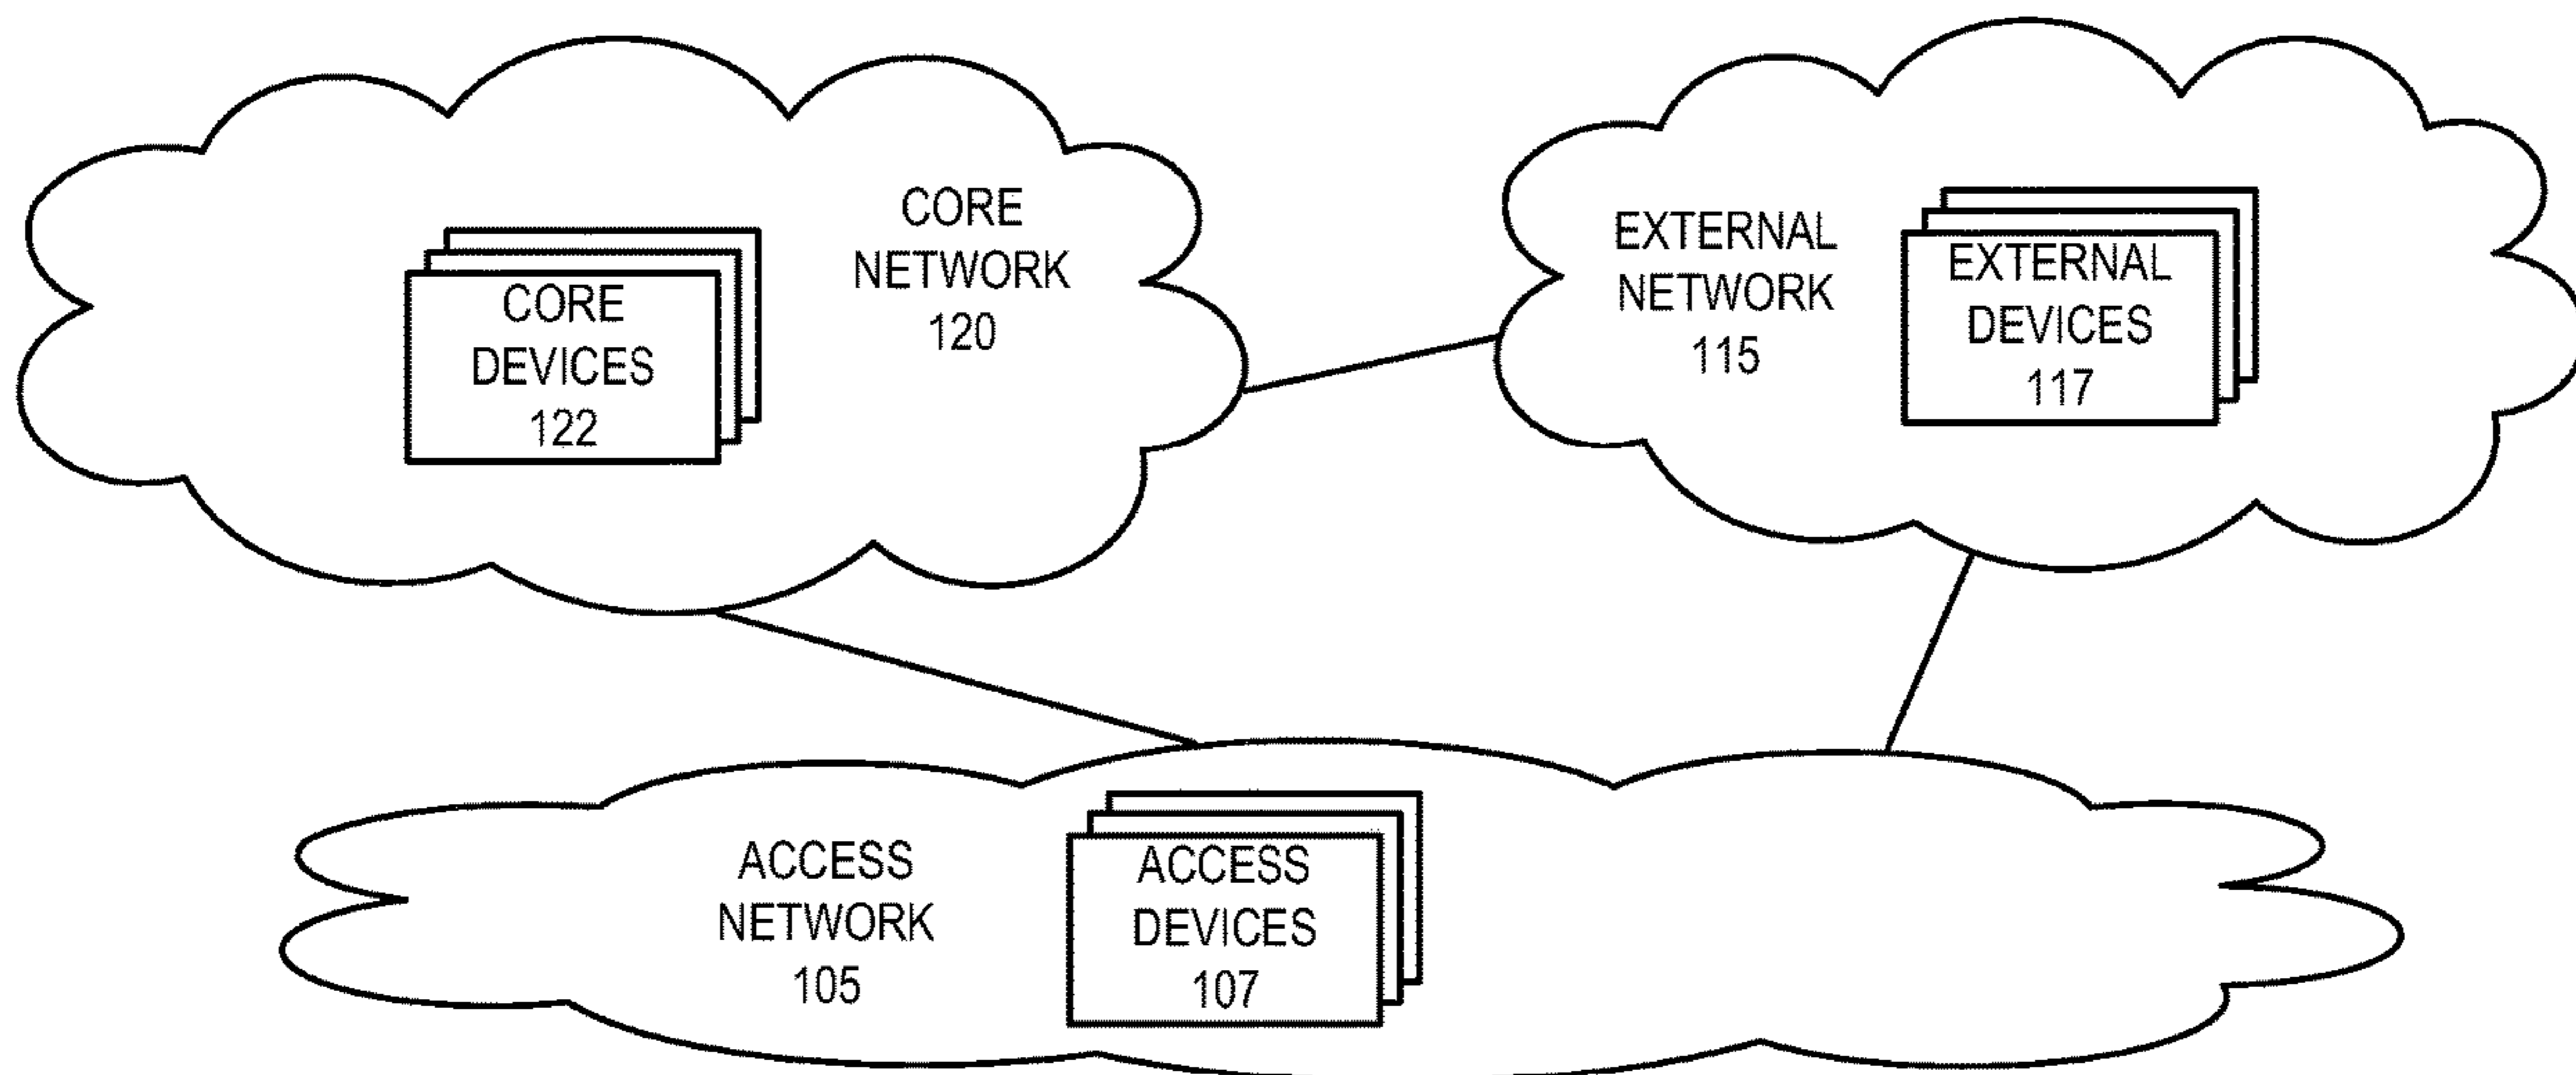 CORE
NETWORK
120
CORE
DEVICES
122
EXTERNAL
NETWORK
115
EXTERNAL
DEVICES
117
ACCESS
NETWORK
105
ACCESS
DEVICES
107